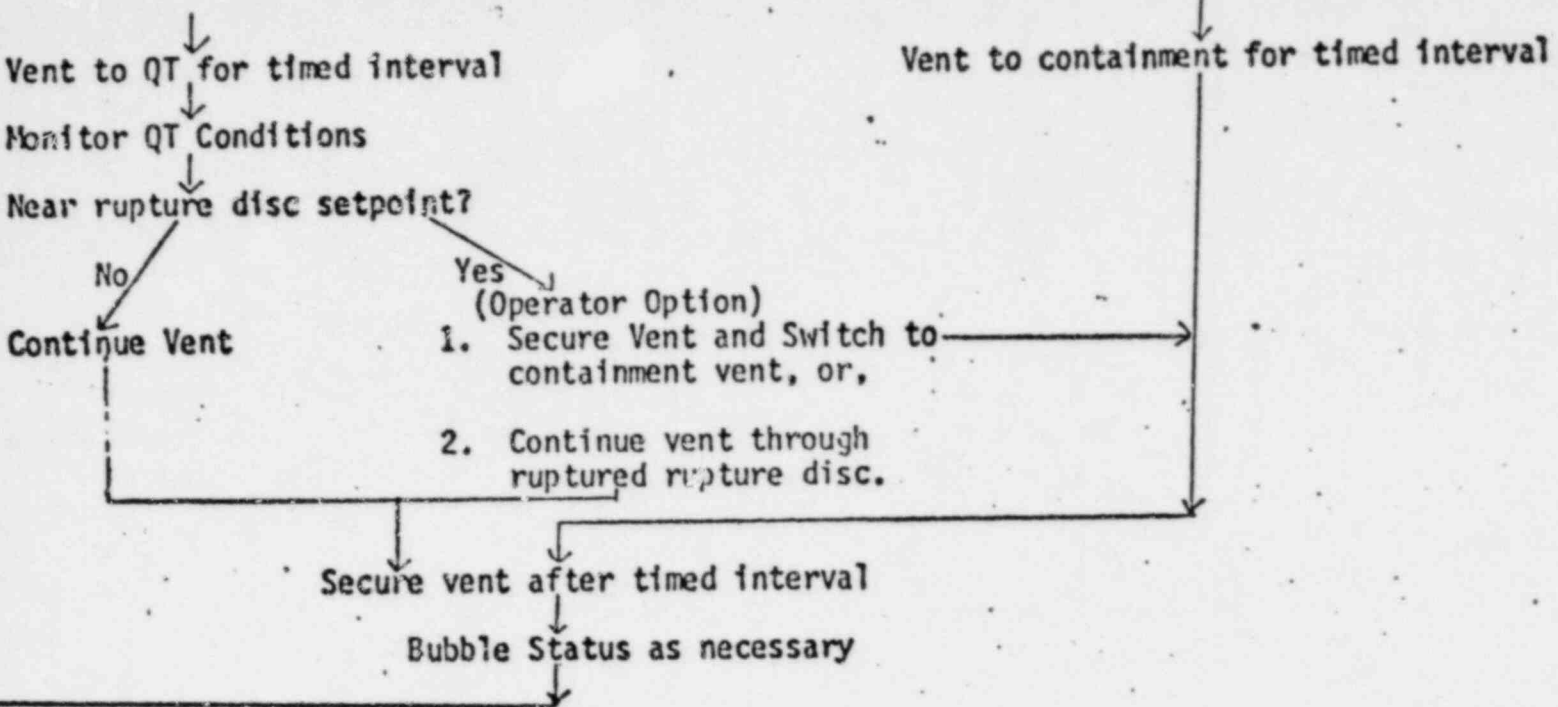 Vent to QT for timed interval
Vent to containment for timed interval
Monitor QT Conditions
Near rupture disc setpoint?
No
Yes
(Operator Option)
Continue Vent
1. Secure Vent and Switch to
containment vent, or,
2. Continue vent through
ruptured rupture disc.
Secure vent after timed interval
Bubble Status as necessary